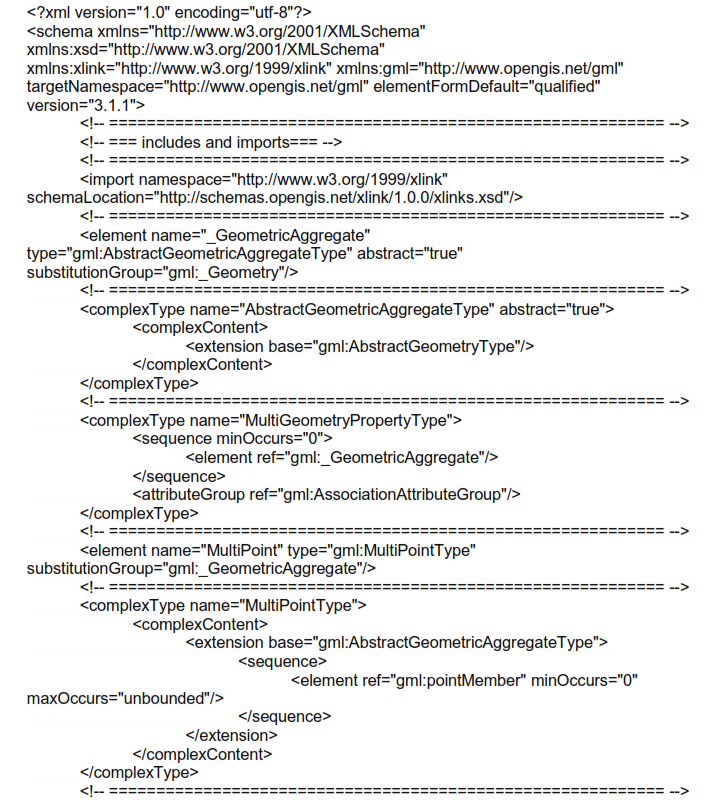 <?xml version="1.0" encoding="utf-8"?>
<schema xmlns="http://www.w3.org/2001/XMLSchema"
xmlns:xsd="http://www.w3.org/2001/XMLSchema"
xmlns:xlink="http://www.w3.org/1999/xlink" xmlns:gml="http://www.opengis.net/gml"
targetNamespace="http://www.opengis.net/gml" elementFormDefault="qualified"
version="3.1.1">
<!-- =========================================================== -->
<!-- === includes and imports=== -->
<!-- =========================================================== -->
<import namespace="http://www.w3.org/1999/xlink"
schemaLocation="http://schemas.opengis.net/xlink/1.0.0/xlinks.xsd"/>
<!-- =========================================================== -->
<element name="_GeometricAggregate"
type="gml:AbstractGeometricAggregateType" abstract="true"
substitutionGroup="gml:_Geometry"/>
<!-- =========================================================== -->
<complexType name="AbstractGeometricAggregateType" abstract="true">
<complexContent>
<extension base="gml:AbstractGeometryType"/>
</complexContent>
</complexType>
<!-- =========================================================== -->
<complexType name="MultiGeometryPropertyType">
<sequence minOccurs="0">
<element ref="gml:_GeometricAggregate"/>
</sequence>
<attributeGroup ref="gml:AssociationAttributeGroup"/>
</complexType>
<!-- =========================================================== -->
<element name="MultiPoint" type="gml:MultiPointType"
substitutionGroup="gml:_GeometricAggregate"/>
<!-- =========================================================== -->
<complexType name="MultiPointType">
<complexContent>
<extension base="gml:AbstractGeometricAggregateType">
<sequence>
<element ref="gml:pointMember" minOccurs="0"
maxOccurs="unbounded"/>
</sequence>
</extension>
</complexContent>
</complexType>
<!-- =========================================================== -->